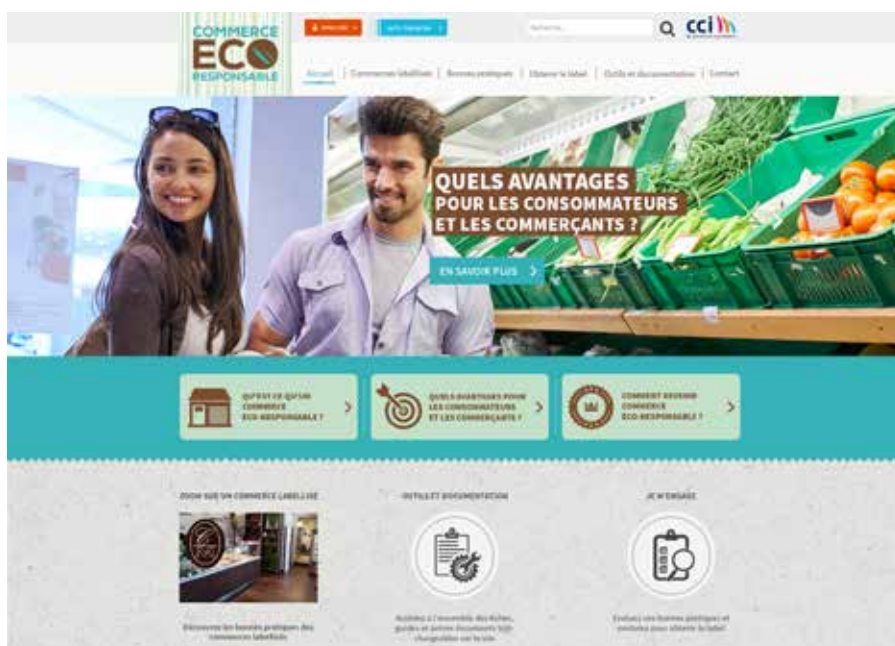 COMMERCE
ECO
RESPONSABLE
cci
Accueil | Commerces labellisés | Bonnes pratiques | Obtenir le label | Outils et documentation | Contact
QUELS AVANTAGES
POUR LES CONSOMMATEURS
ET LES COMMERÇANTS ?
EN SAVOIR PLUS >
QU'EST CE QU'UN
COMMERCE
ECO-RESPONSABLE ?
QUELS AVANTAGES POUR
LES CONSOMMATEURS
ET LES COMMERÇANTS ?
COMMENT DEVENIR
COMMERCE
ECO-RESPONSABLE ?
ZOOM SUR UN COMMERCE LABELLISÉ
Découvrez les bonnes pratiques des
commerces labellisés
OUTILS ET DOCUMENTATION
Accédez à l'ensemble des fiches,
guides et autres documents télé-
chargeables sur le site
JE M'ENGAGE
Evaluez vos bonnes pratiques et
postulez pour obtenir le label